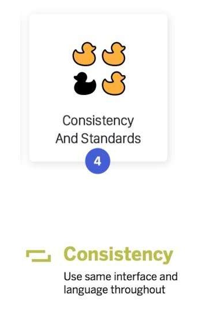 Consistency
And Standards
4
Consistency
Use same interface and
language throughout